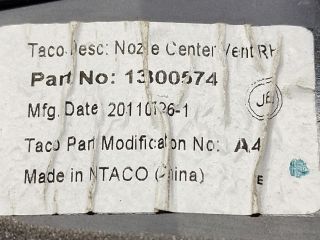 Taco Desc: Nozzle Center Vent RH
Part No: 1300574
Mfg. Date 20110726-1
Taco Part Modification No: A4
Made in NTACO (China)
E